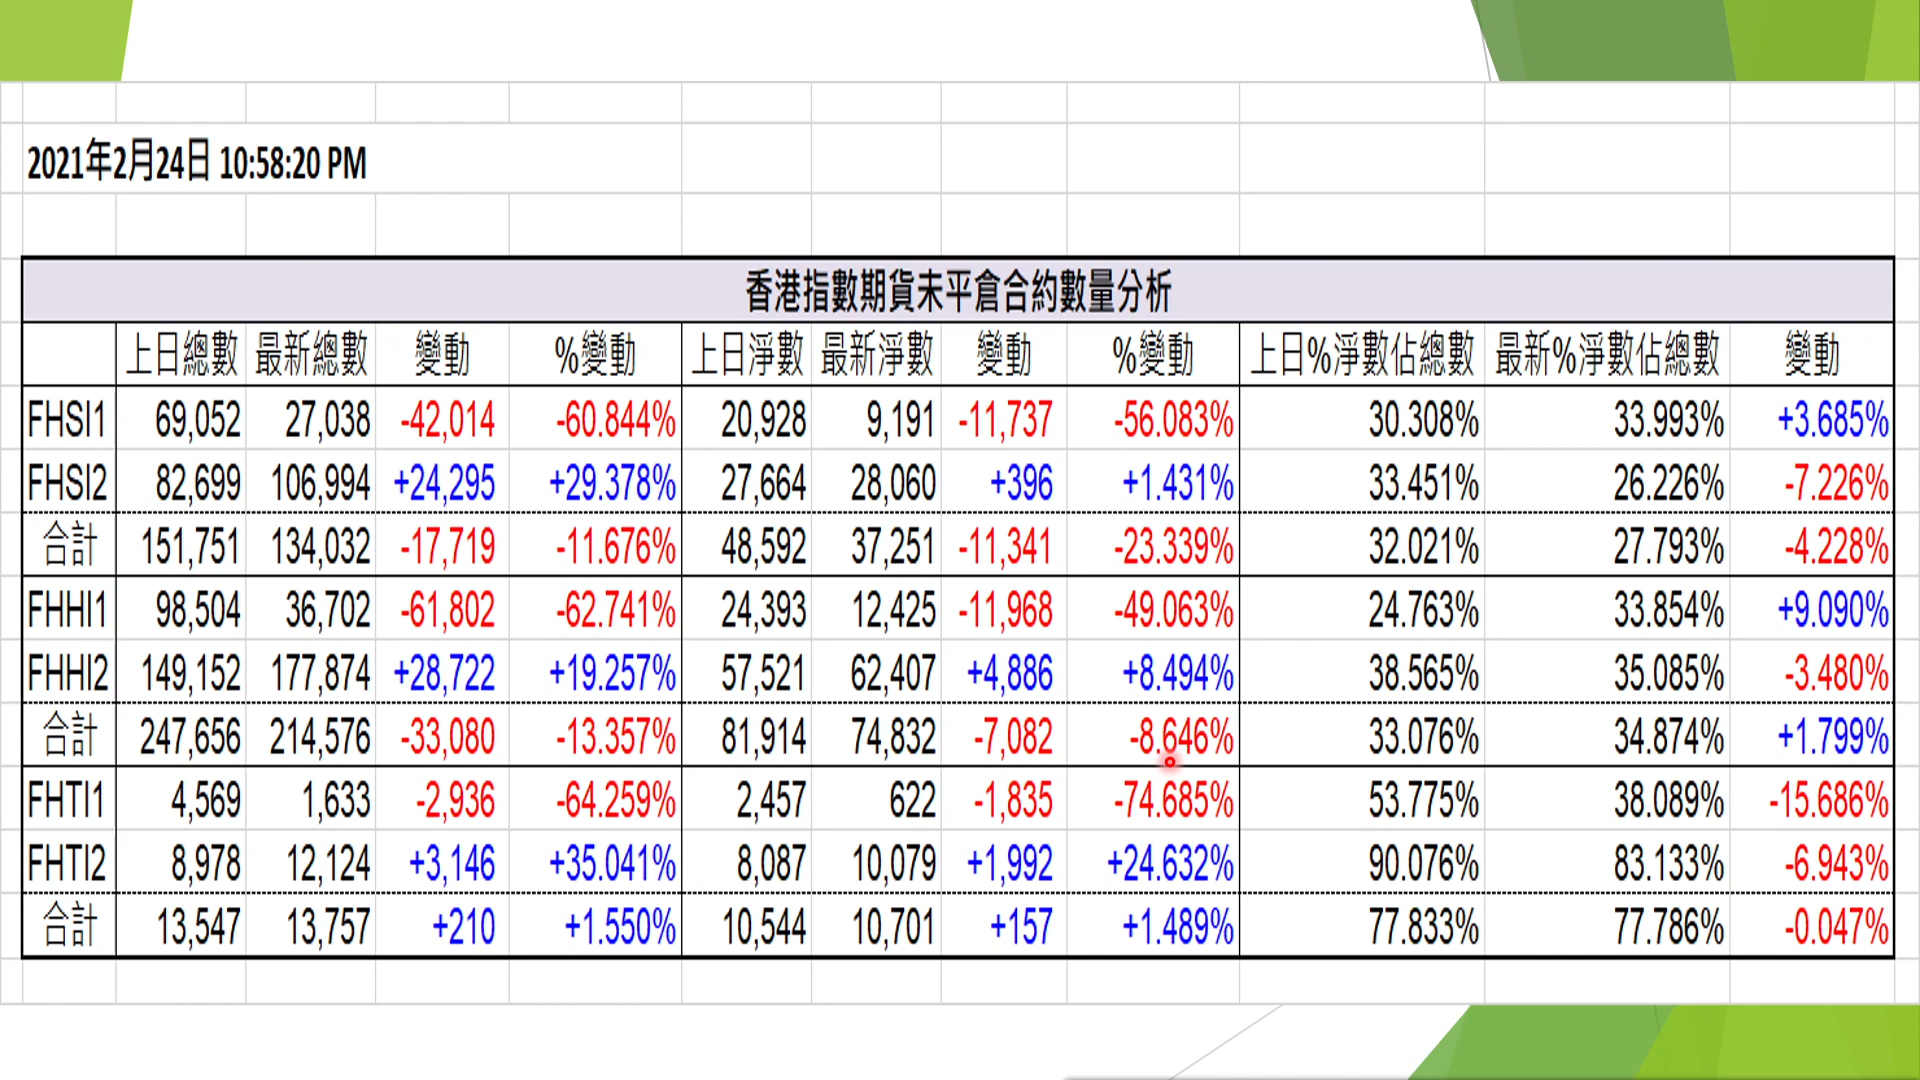 2021年2月24日 10:58:20 PM
香港指數期貨未平倉合約數量分析
上日總數 最新總數 變動 %變動 上日淨數 最新淨數 變動 %變動 上日%淨數佔總數 最新%淨數佔總數 變動
FHSI1 69,052 27,038 -42,014 -60.844% 20,928 9,191 -11,737 -56.083% 30.308% 33.993% +3.685%
FHSI2 82,699 106,994 +24,295 +29.378% 27,664 28,060 +396 +1.431% 33.451% 26.226% -7.226%
合計 151,751 134,032 -17,719 -11.676% 48,592 37,251 -11,341 -23.339% 32.021% 27.793% -4.228%
FHHI1 98,504 36,702 -61,802 -62.741% 24,393 12,425 -11,968 -49.063% 24.763% 33.854% +9.090%
FHHI2 149,152 177,874 +28,722 +19.257% 57,521 62,407 +4,886 +8.494% 38.565% 35.085% -3.480%
合計 247,656 214,576 -33,080 -13.357% 81,914 74,832 -7,082 -8.646% 33.076% 34.874% +1.799%
FHTI1 4,569 1,633 -2,936 -64.259% 2,457 622 -1,835 -74.685% 53.775% 38.089% -15.686%
FHTI2 8,978 12,124 +3,146 +35.041% 8,087 10,079 +1,992 +24.632% 90.076% 83.133% -6.943%
合計 13,547 13,757 +210 +1.550% 10,544 10,701 +157 +1.489% 77.833% 77.786% -0.047%